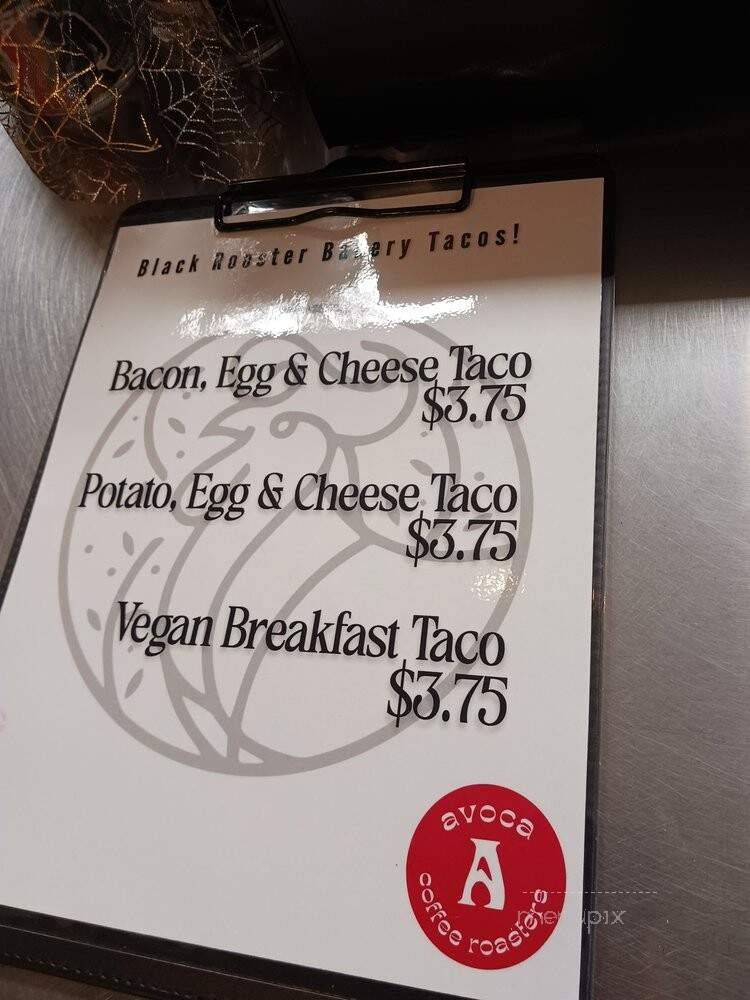 Black Rooster Bakery Tacos!
Bacon, Egg & Cheese Taco
$3.75
Potato, Egg & Cheese Taco
$3.75
Vegan Breakfast Taco
$3.75
avoca
A
coffee roasters
menupix